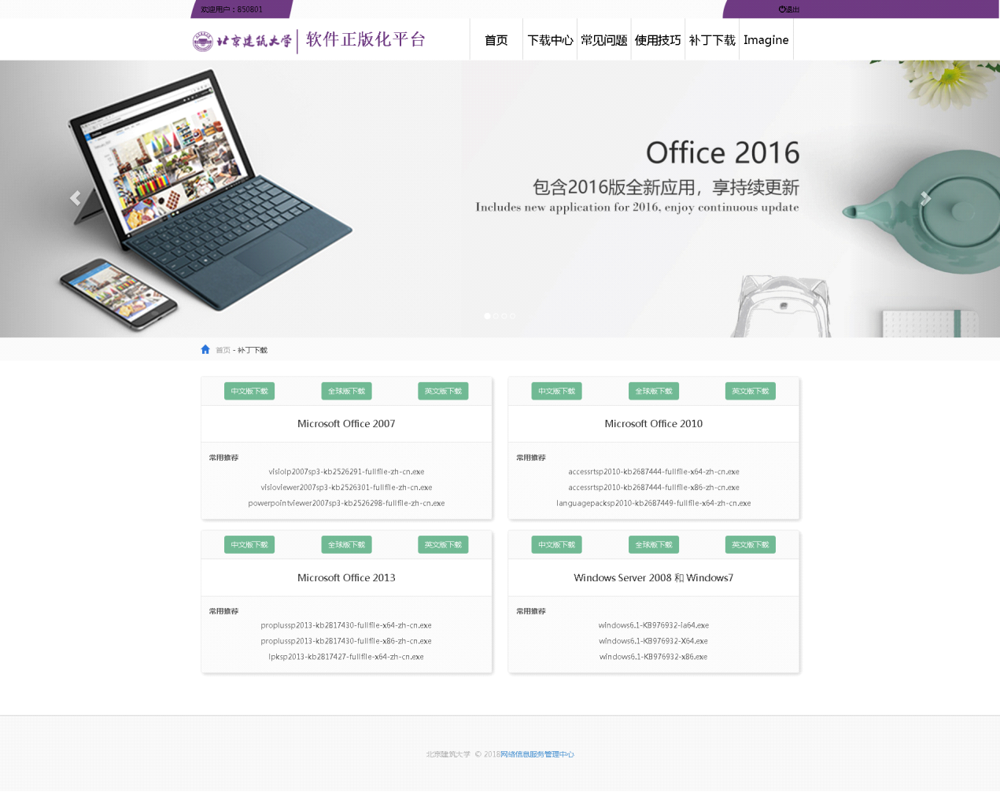 欢迎用户：850801
退出
北京建筑大学 软件正版化平台
首页 下载中心 常见问题 使用技巧 补丁下载 Imagine
Office 2016
包含2016版全新应用，享持续更新
Includes new application for 2016, enjoy continuous update
首页 - 补丁下载
中文版下载 全球版下载 英文版下载
Microsoft Office 2007
常用推荐
visiolp2007sp3-kb2526291-fullfile-zh-cn.exe
visioviewer2007sp3-kb2526301-fullfile-zh-cn.exe
powerpointviewer2007sp3-kb2526298-fullfile-zh-cn.exe
中文版下载 全球版下载 英文版下载
Microsoft Office 2010
常用推荐
accessrtsp2010-kb2687444-fullfile-x64-zh-cn.exe
accessrtsp2010-kb2687444-fullfile-x86-zh-cn.exe
languagepacksp2010-kb2687449-fullfile-x64-zh-cn.exe
中文版下载 全球版下载 英文版下载
Microsoft Office 2013
常用推荐
proplussp2013-kb2817430-fullfile-x64-zh-cn.exe
proplussp2013-kb2817430-fullfile-x86-zh-cn.exe
lpksp2013-kb2817427-fullfile-x64-zh-cn.exe
中文版下载 全球版下载 英文版下载
Windows Server 2008 和 Windows7
常用推荐
windows6.1-KB976932-ia64.exe
windows6.1-KB976932-X64.exe
windows6.1-KB976932-x86.exe
北京建筑大学 © 2018网络信息服务管理中心